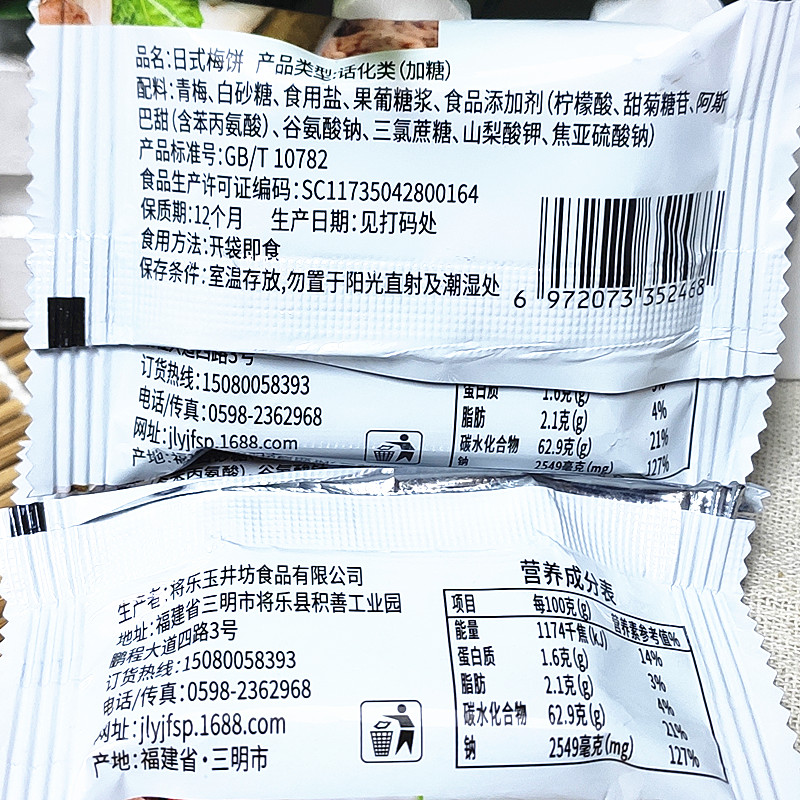 品名:日式梅饼 产品类型:话化类(加糖)
配料:青梅、白砂糖、食用盐、果葡糖浆、食品添加剂(柠檬酸、甜菊糖苷、阿斯
巴甜(含苯丙氨酸)、谷氨酸钠、三氯蔗糖、山梨酸钾、焦亚硫酸钠)
产品标准号:GB/T 10782
食品生产许可证编码:SC11735042800164
保质期:12个月 生产日期:见打码处
食用方法:开袋即食
保存条件:室温存放,勿置于阳光直射及潮湿处
6 972073 352468
订货热线:15080058393
电话/传真:0598-2362968
网址:jlyjfsp.1688.com
产地:福
蛋白质 1.6克(g) 3%
脂肪 2.1克(g) 4%
碳水化合物 62.9克(g) 21%
钠 2549毫克(mg) 127%
生产者:将乐玉井坊食品有限公司
地址:福建省三明市将乐县积善工业园
鹏程大道四路3号
订货热线:15080058393
电话/传真:0598-2362968
网址:jlyjfsp.1688.com
产地:福建省·三明市
营养成分表
项目 每100克(g) 营养素参考值%
能量 1174千焦(kJ) 14%
蛋白质 1.6克(g) 3%
脂肪 2.1克(g) 4%
碳水化合物 62.9克(g) 21%
钠 2549毫克(mg) 127%